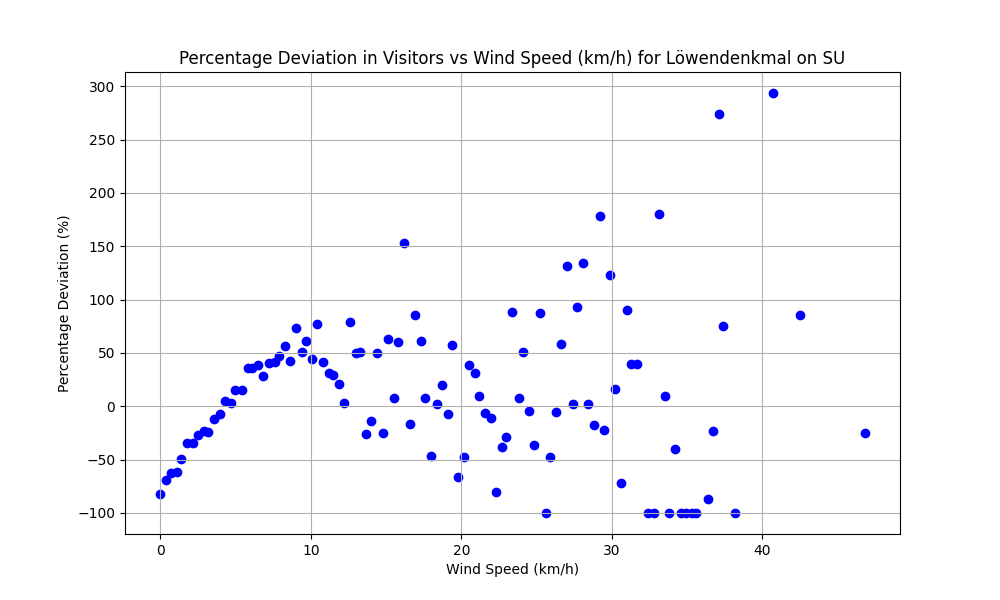 Percentage Deviation in Visitors vs Wind Speed (km/h) for Löwendenkmal on SU
300
250
200
150
100
50
0
−50
−100
Percentage Deviation (%)
0 10 20 30 40
Wind Speed (km/h)